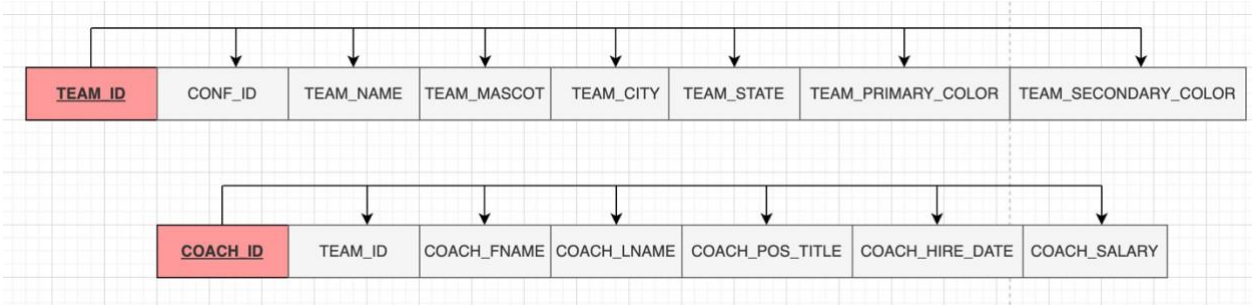 TEAM_ID CONF_ID TEAM_NAME TEAM_MASCOT TEAM_CITY TEAM_STATE TEAM_PRIMARY_COLOR TEAM_SECONDARY_COLOR
COACH_ID TEAM_ID COACH_FNAME COACH_LNAME COACH_POS_TITLE COACH_HIRE_DATE COACH_SALARY